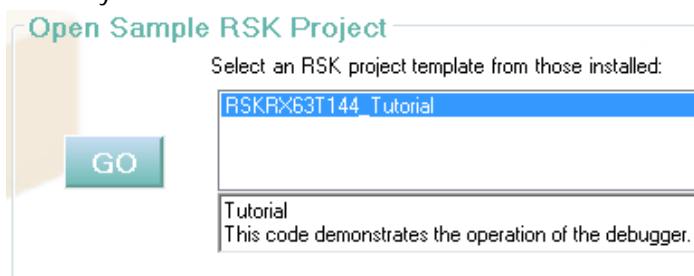 Open Sample RSK Project
Select an RSK project template from those installed:
RSKRX63T144_Tutorial
GO
Tutorial
This code demonstrates the operation of the debugger.